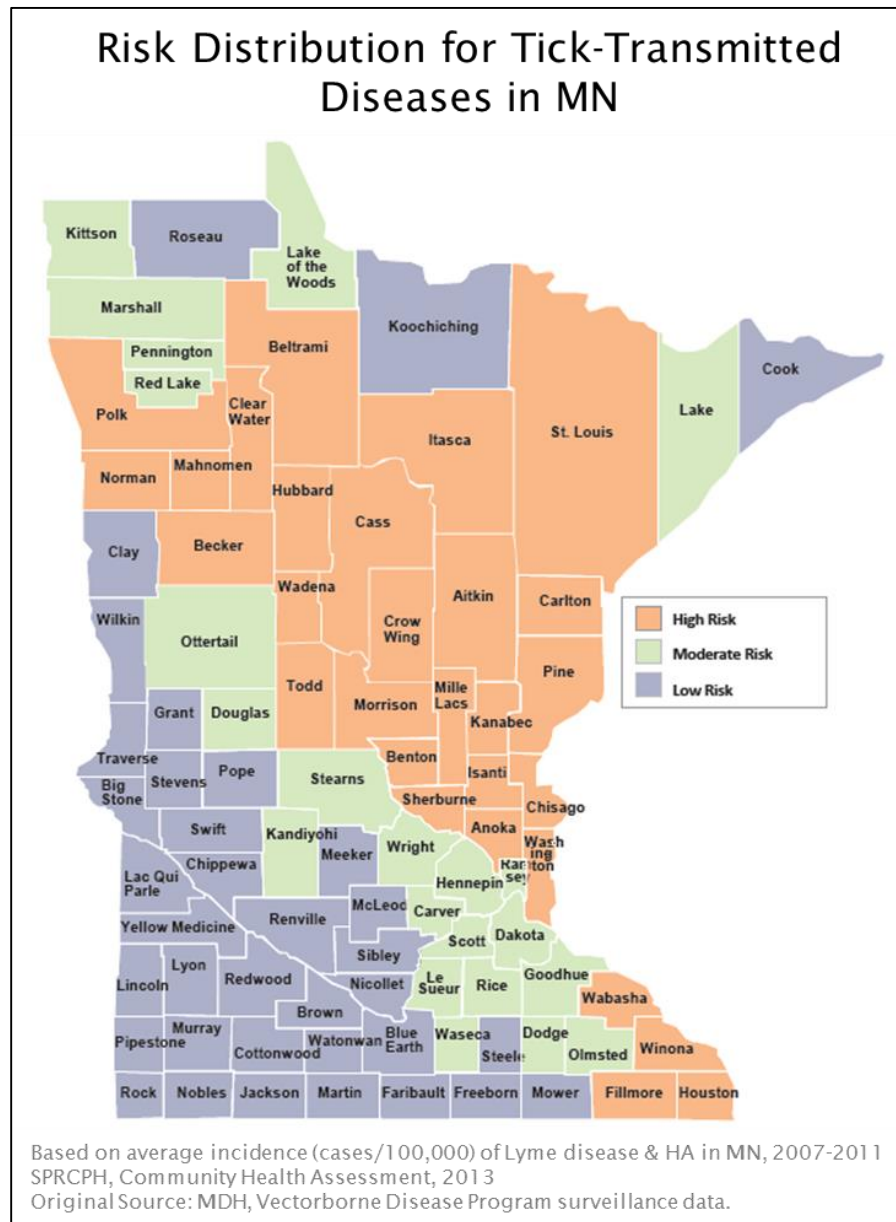 Risk Distribution for Tick-Transmitted
Diseases in MN
Kittson
Roseau
Lake
of the
Woods
Marshall
Koochiching
Beltrami
Pennington
Red Lake
Cook
Polk
Clear
Water
Lake
St. Louis
Itasca
Norman
Mahnomen
Hubbard
Cass
Clay
Becker
Wadena
Aitkin
Carlton
Wilkin
Crow
Wing
Ottertail
High Risk
Moderate Risk
Low Risk
Pine
Todd
Mille
Lacs
Morrison
Grant
Douglas
Kanabec
Benton
Traverse
Stevens
Pope
Stearns
Isanti
Big
Stone
Sherburne
Chisago
Swift
Anoka
Kandiyohi
Wash
ing
ton
Wright
Meeker
Ram
sey
Chippewa
Lac Qui
Parle
Hennepin
McLeod
Carver
Renville
Yellow Medicine
Dakota
Scott
Sibley
Lyon
Goodhue
Lincoln
Redwood
Nicollet
Le
Sueur
Rice
Wabasha
Brown
Murray
Pipestone
Watonwan
Blue
Earth
Waseca
Dodge
Cottonwood
Steele
Olmsted
Winona
Rock
Nobles
Jackson
Martin
Faribault
Freeborn
Mower
Fillmore
Houston
Based on average incidence (cases/100,000) of Lyme disease & HA in MN, 2007-2011
SPRCPH, Community Health Assessment, 2013
Original Source: MDH, Vectorborne Disease Program surveillance data.